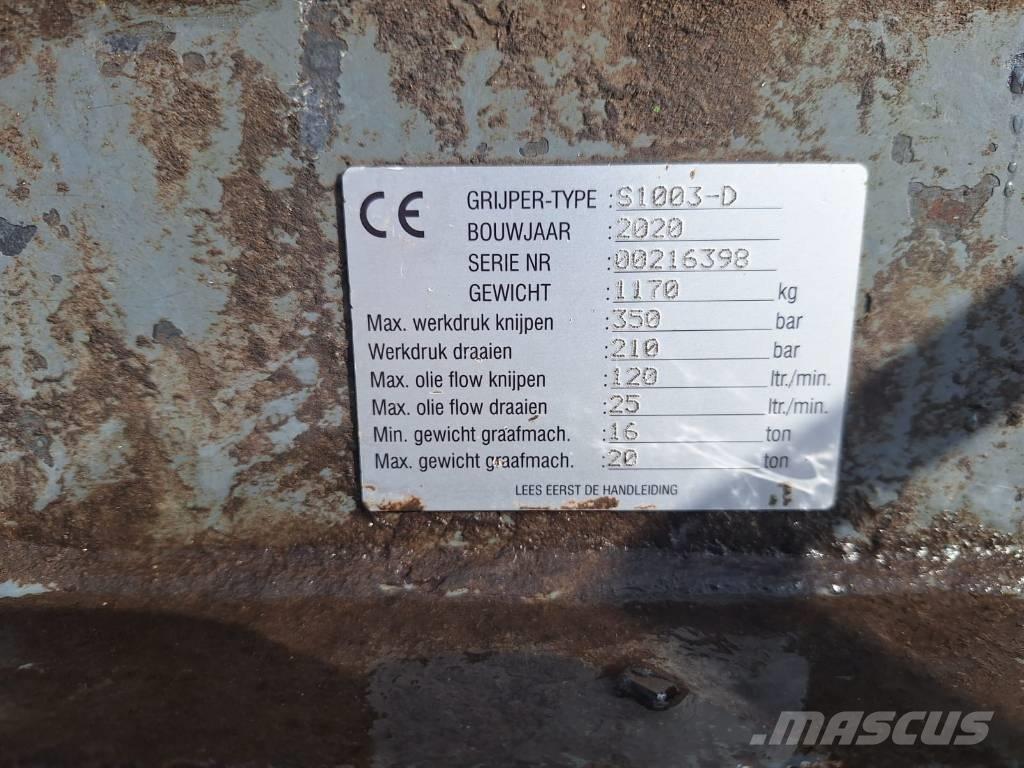 CE
GRIJPER-TYPE : S1003-D
BOUWJAAR : 2020
SERIE NR : 00216398
GEWICHT : 1170 kg
Max. werkdruk knijpen : 350 bar
Werkdruk draaien : 210 bar
Max. olie flow knijpen : 120 ltr./min.
Max. olie flow draaien : 25 ltr./min.
Min. gewicht graafmach. : 16 ton
Max. gewicht graafmach. : 20 ton
LEES EERST DE HANDLEIDING
MASCUS